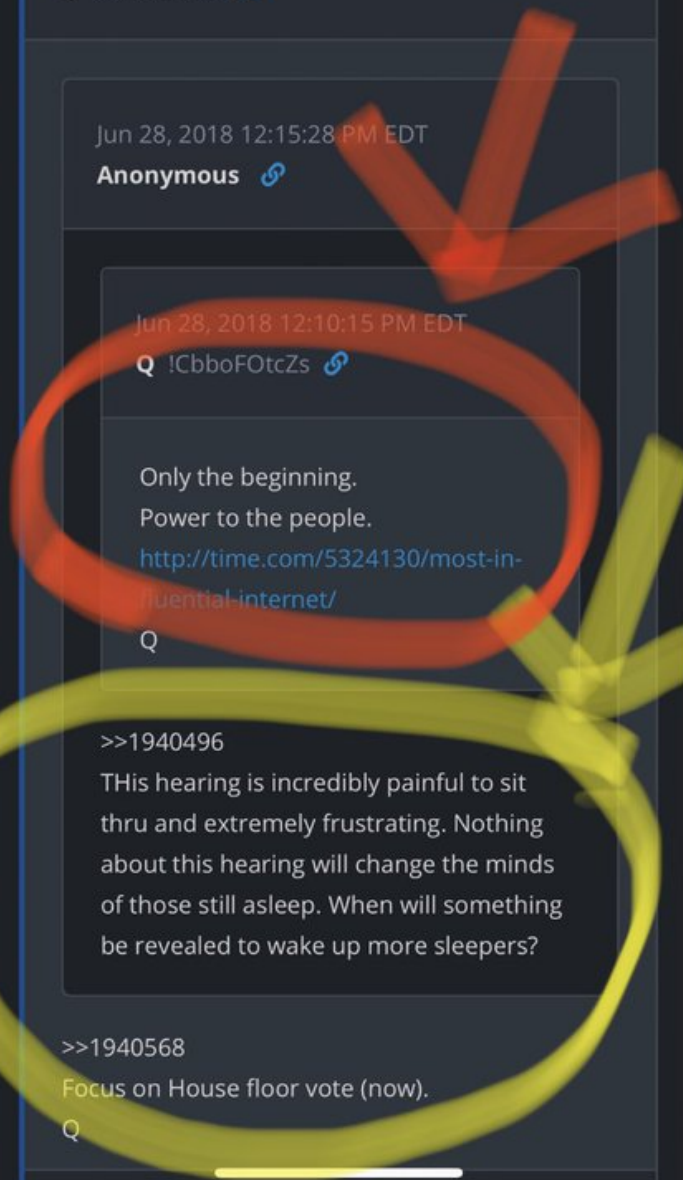 Jun 28, 2018 12:15:28 PM EDT
Anonymous
Jun 28, 2018 12:10:15 PM EDT
Q !CbboFOtcZs
Only the beginning.
Power to the people.
http://time.com/5324130/most-in-
fluential-internet/
Q
>>1940496
THis hearing is incredibly painful to sit
thru and extremely frustrating. Nothing
about this hearing will change the minds
of those still asleep. When will something
be revealed to wake up more sleepers?
>>1940568
Focus on House floor vote (now).
Q